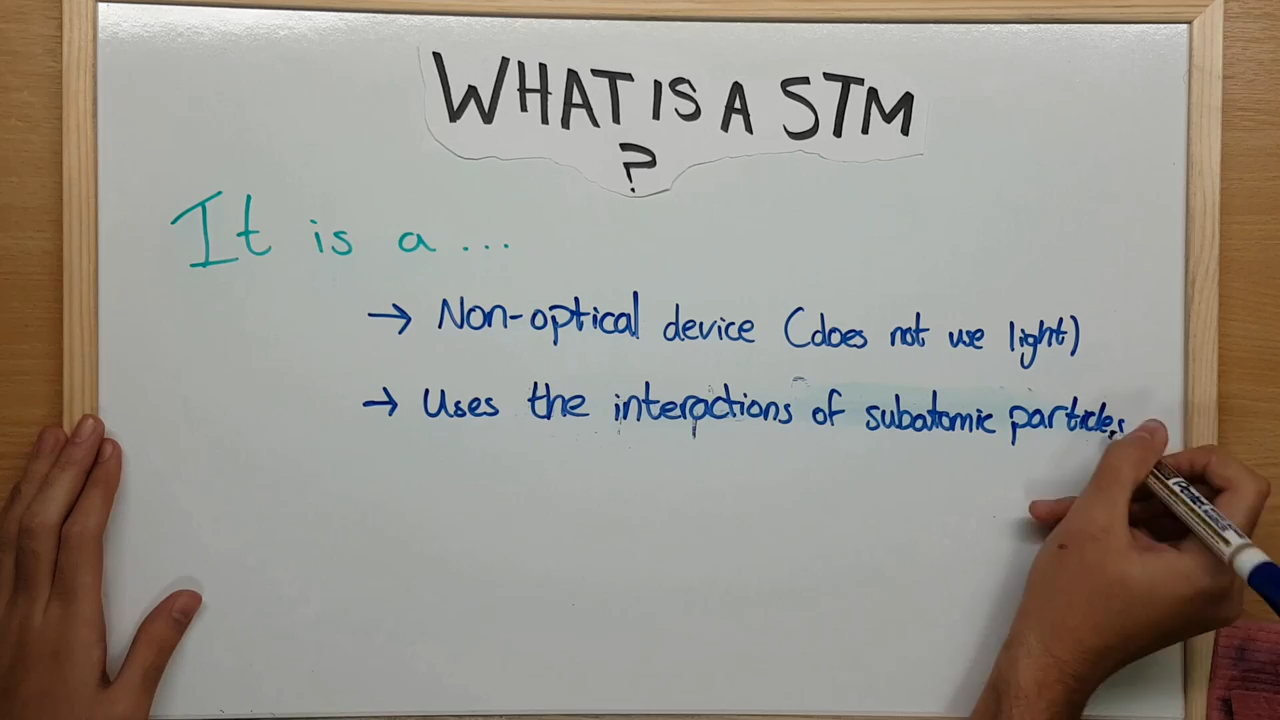 WHAT IS A STM
?
It is a...
→ Non-optical device (does not use light)
→ Uses the interactions of subatomic particles